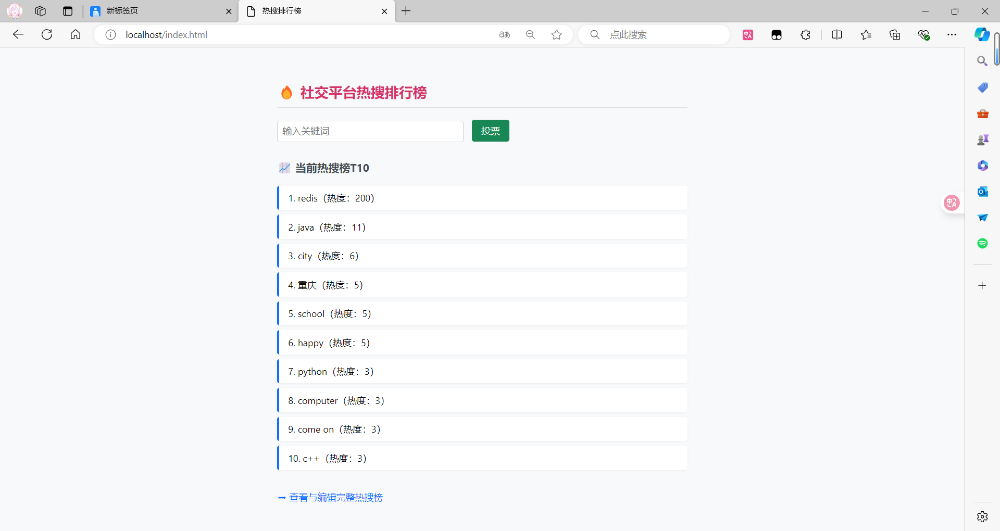 新标签页
热搜排行榜
localhost/index.html
aあ
点此搜索
社交平台热搜排行榜
输入关键词
投票
当前热搜榜T10
1. redis（热度：200）
2. java（热度：11）
3. city（热度：6）
4. 重庆（热度：5）
5. school（热度：5）
6. happy（热度：5）
7. python（热度：3）
8. computer（热度：3）
9. come on（热度：3）
10. c++（热度：3）
→ 查看与编辑完整热搜榜